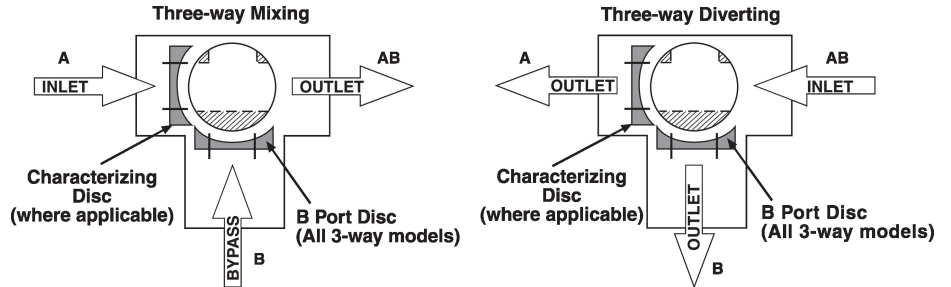 Three-way Mixing
A
AB
INLET
OUTLET
Characterizing
Disc
(where applicable)
B Port Disc
(All 3-way models)
BYPASS
B
Three-way Diverting
A
AB
OUTLET
INLET
Characterizing
Disc
(where applicable)
B Port Disc
(All 3-way models)
OUTLET
B